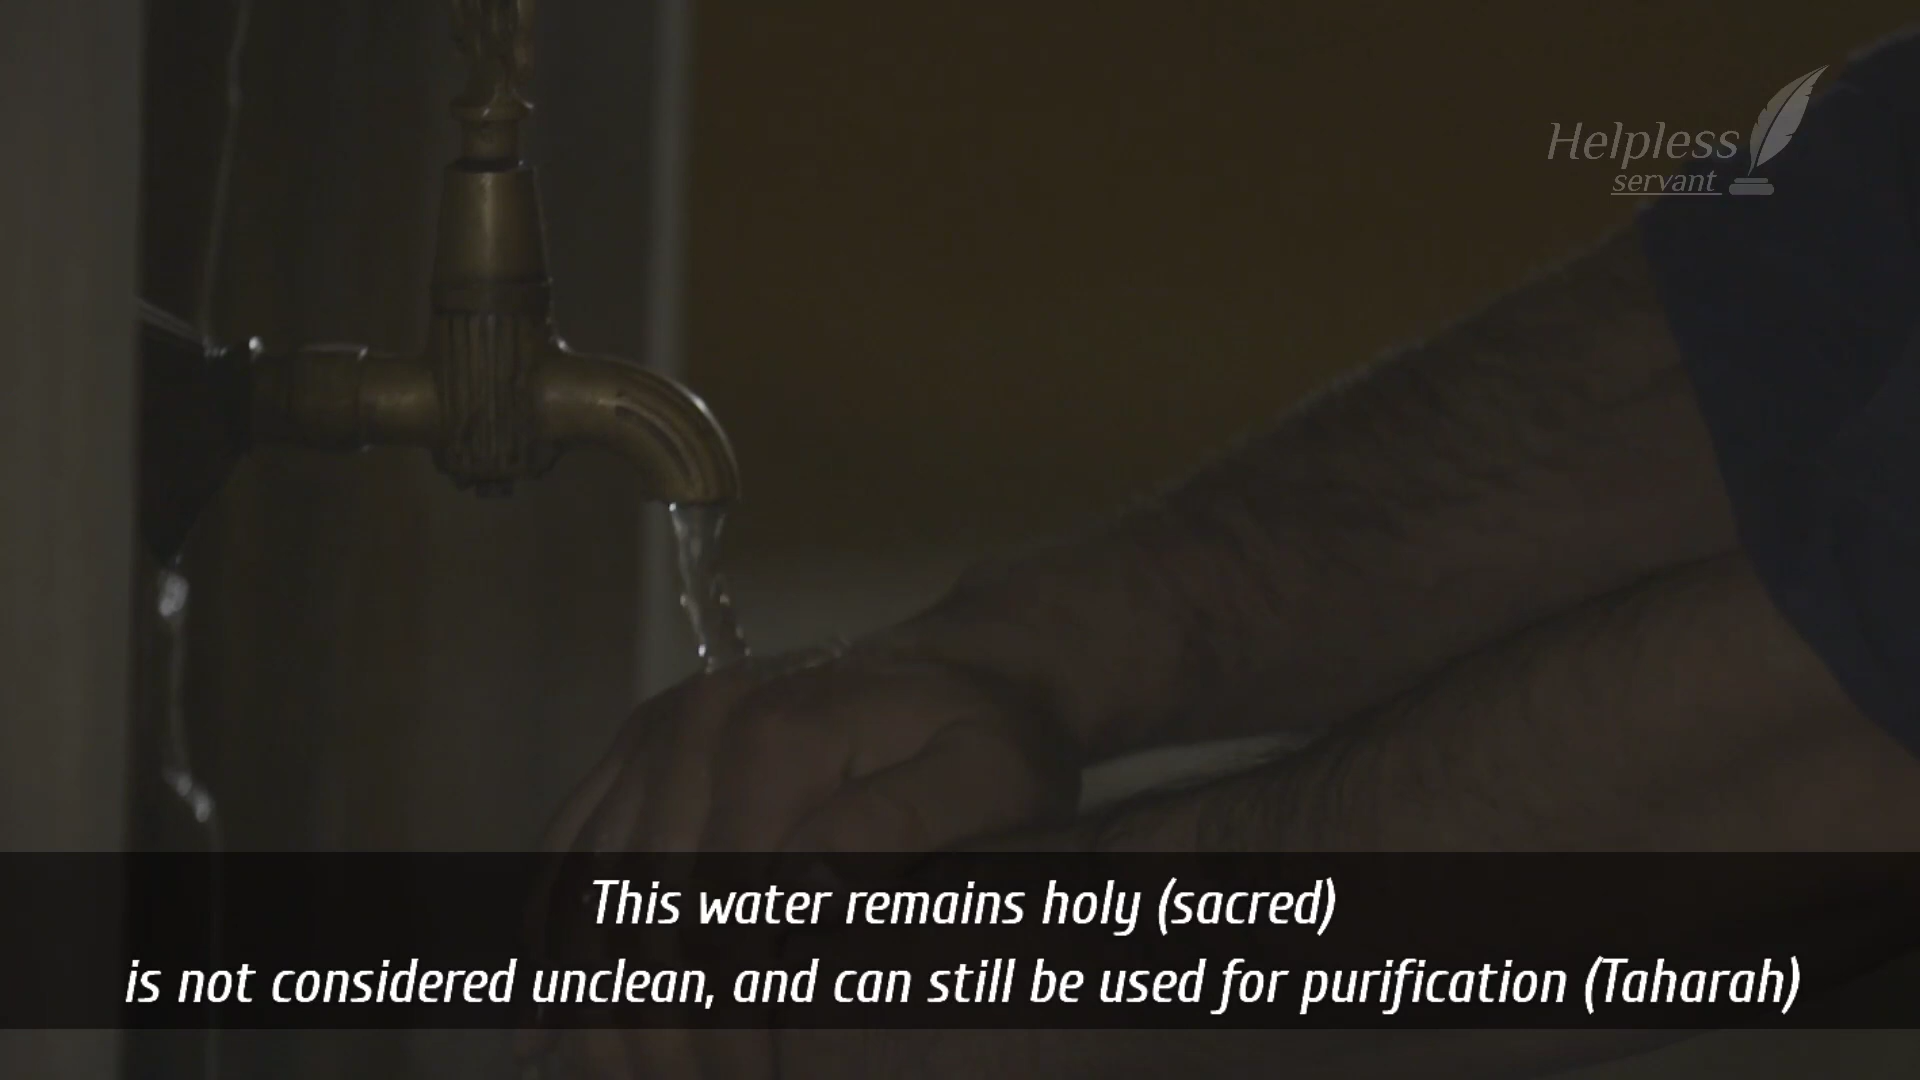 Helpless
servant
This water remains holy (sacred)
is not considered unclean, and can still be used for purification (Taharah)